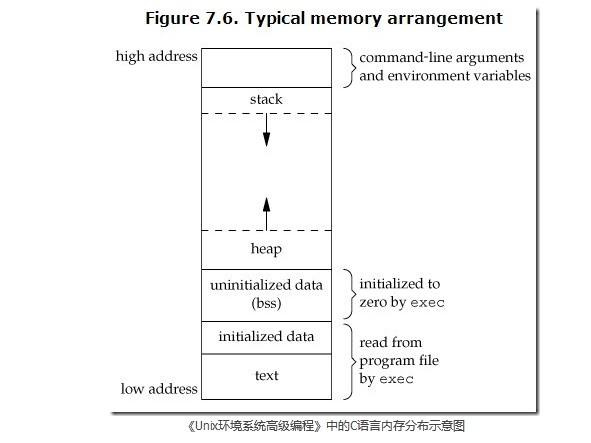 Figure 7.6. Typical memory arrangement
high address
command-line arguments
and environment variables
stack
heap
uninitialized data
(bss)
initialized to
zero by exec
initialized data
read from
program file
by exec
text
low address
《Unix环境系统高级编程》中的C语言内存分布示意图